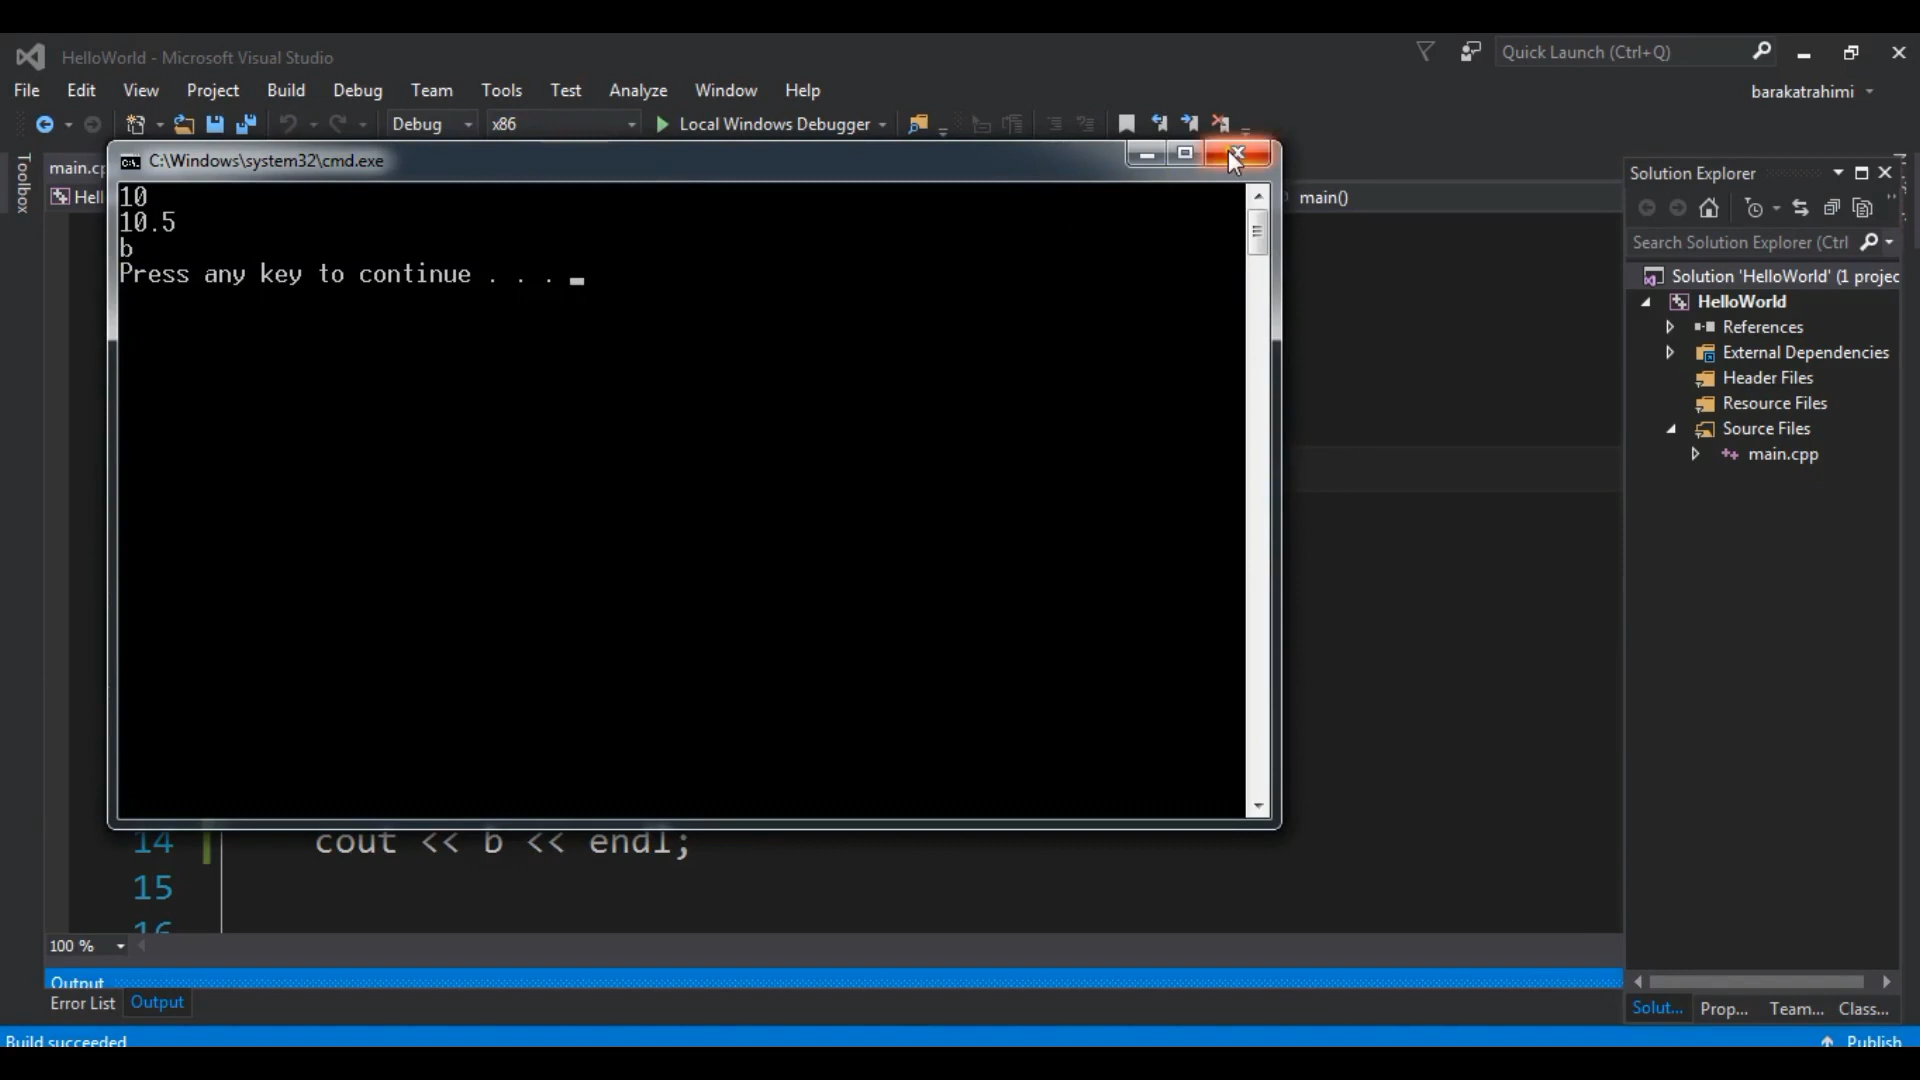 HelloWorld - Microsoft Visual Studio
Quick Launch (Ctrl+Q)
File Edit View Project Build Debug Team Tools Test Analyze Window Help
barakatrahimi
Debug x86 Local Windows Debugger
Toolbox
main.c
Hell
main()
C:\Windows\system32\cmd.exe
10
10.5
b
Press any key to continue . . .
14 cout << b << endl;
15
16
100 %
Output
Error List Output
Build succeeded
Publish
Solution Explorer
Search Solution Explorer (Ctrl
Solution 'HelloWorld' (1 projec
HelloWorld
References
External Dependencies
Header Files
Resource Files
Source Files
main.cpp
Solut... Prop... Team... Class...